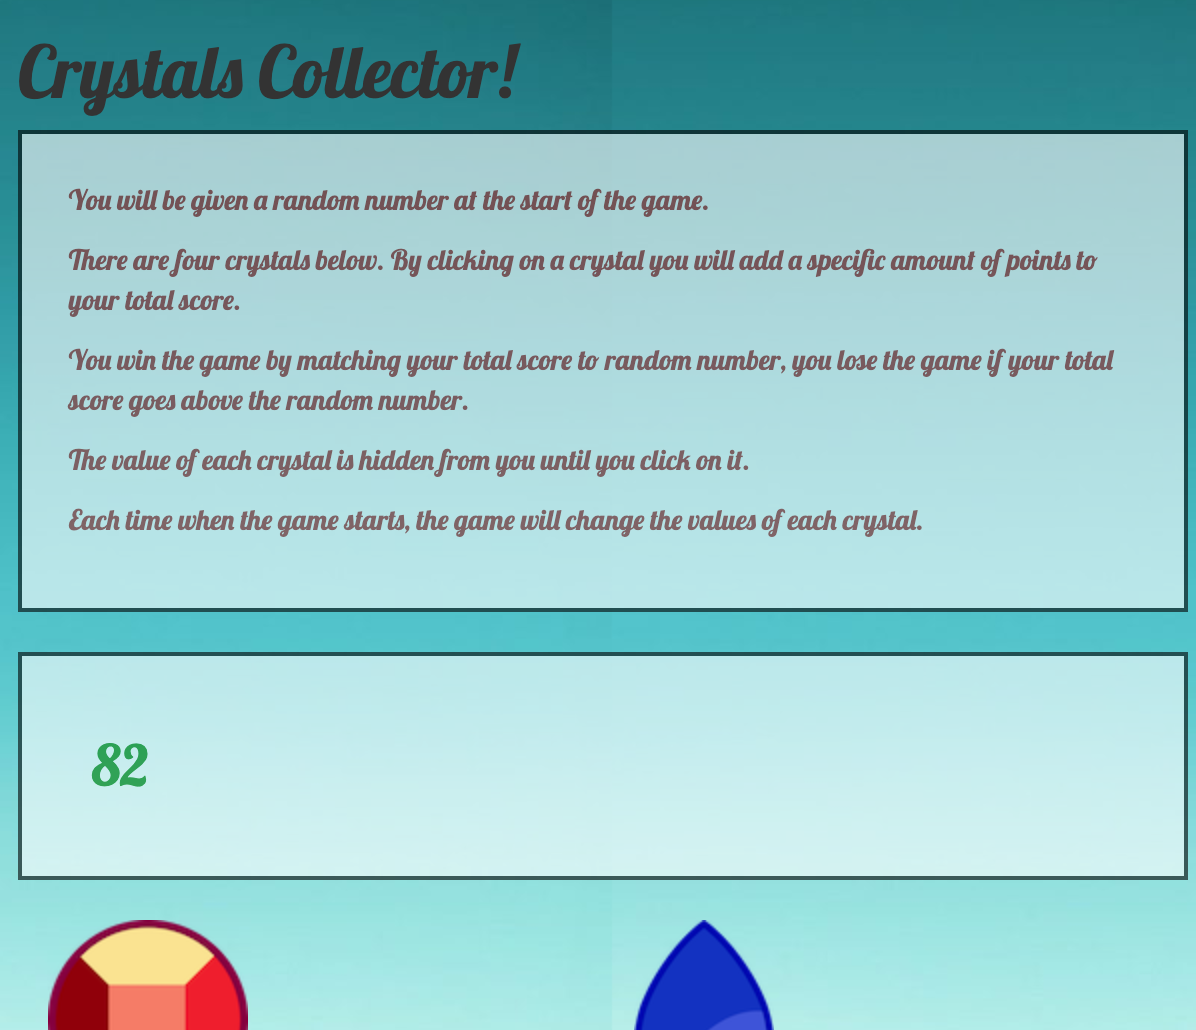 Crystals Collector!
You will be given a random number at the start of the game.
There are four crystals below. By clicking on a crystal you will add a specific amount of points to
your total score.
You win the game by matching your total score to random number, you lose the game if your total
score goes above the random number.
The value of each crystal is hidden from you until you click on it.
Each time when the game starts, the game will change the values of each crystal.
82